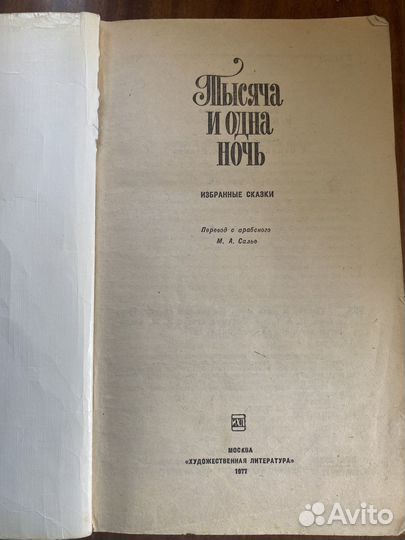 Тысяча
и одна
ночь
ИЗБРАННЫЕ СКАЗКИ
Перевод с арабского
М. А. Салье
МОСКВА
«ХУДОЖЕСТВЕННАЯ ЛИТЕРАТУРА»
1977
Avito